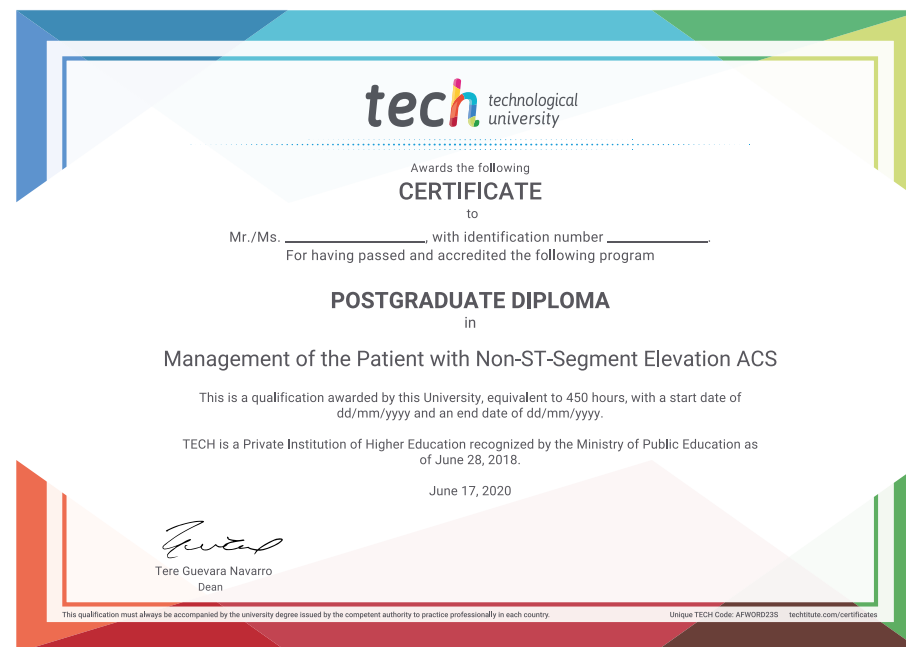 tech technological
university
Awards the following
CERTIFICATE
to
Mr./Ms. ____________________, with identification number ______________.
For having passed and accredited the following program
POSTGRADUATE DIPLOMA
in
Management of the Patient with Non-ST-Segment Elevation ACS
This is a qualification awarded by this University, equivalent to 450 hours, with a start date of
dd/mm/yyyy and an end date of dd/mm/yyyy.
TECH is a Private Institution of Higher Education recognized by the Ministry of Public Education as
of June 28, 2018.
June 17, 2020
Tere Guevara Navarro
Dean
This qualification must always be accompanied by the university degree issued by the competent authority to practice professionally in each country.
Unique TECH Code: AFWORD23S techtitute.com/certificates